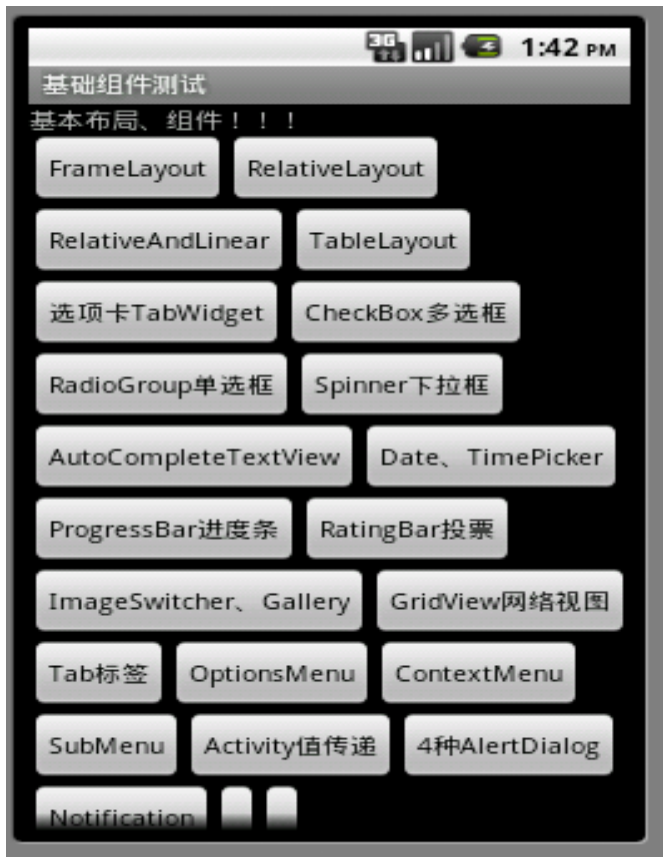 3G 1:42 PM
基础组件测试
基本布局、组件！！！
FrameLayout RelativeLayout
RelativeAndLinear TableLayout
选项卡TabWidget CheckBox多选框
RadioGroup单选框 Spinner下拉框
AutoCompleteTextView Date、TimePicker
ProgressBar进度条 RatingBar投票
ImageSwitcher、Gallery GridView网络视图
Tab标签 OptionsMenu ContextMenu
SubMenu Activity值传递 4种AlertDialog
Notification